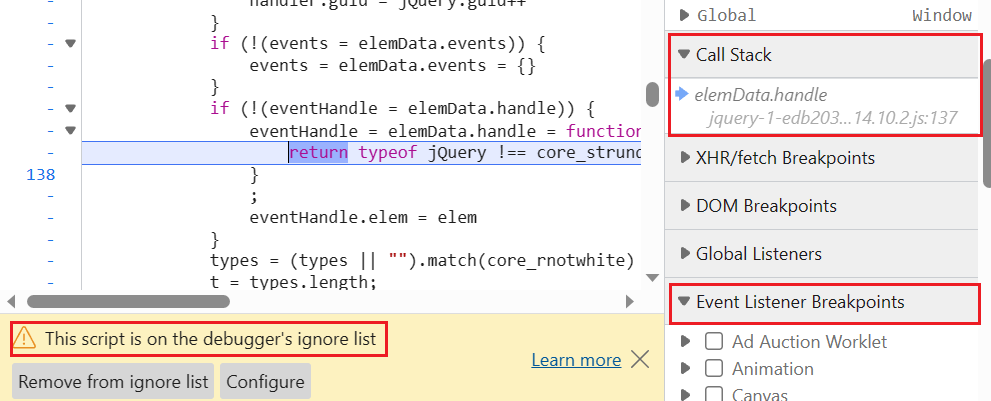 handler.guid = jQuery.guid++
- }
- if (!(events = elemData.events)) {
- events = elemData.events = {}
- }
- if (!(eventHandle = elemData.handle)) {
- eventHandle = elemData.handle = function
- return typeof jQuery !== core_strund
138 }
- ;
- eventHandle.elem = elem
- }
- types = (types || "").match(core_rnotwhite)
- t = types.length;
This script is on the debugger's ignore list
Learn more
Remove from ignore list Configure
Global Window
Call Stack
elemData.handle
jquery-1-edb203...14.10.2.js:137
XHR/fetch Breakpoints
DOM Breakpoints
Global Listeners
Event Listener Breakpoints
Ad Auction Worklet
Animation
Canvas